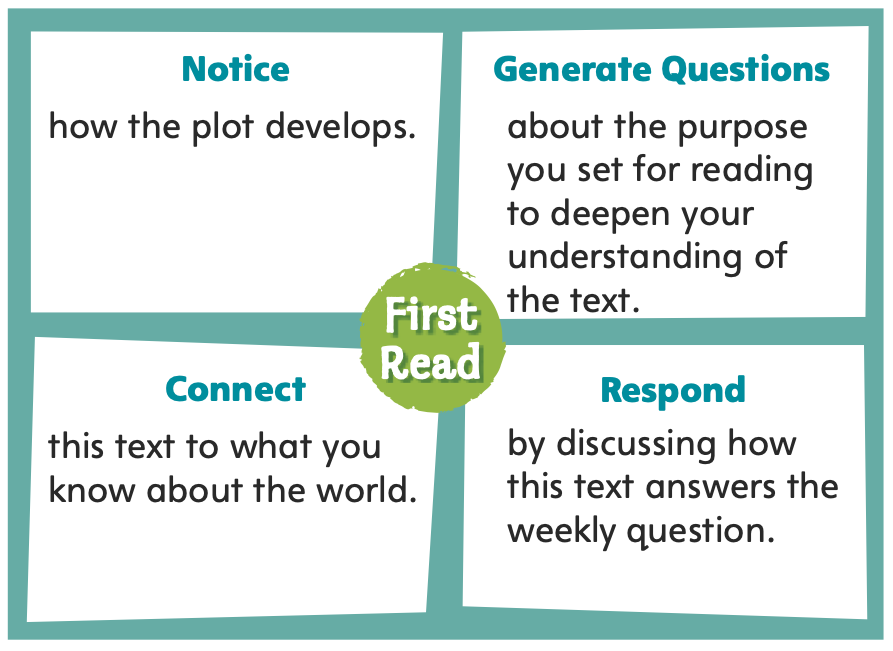 Notice
how the plot develops.
Generate Questions
about the purpose
you set for reading
to deepen your
understanding of
the text.
First
Read
Connect
this text to what you
know about the world.
Respond
by discussing how
this text answers the
weekly question.